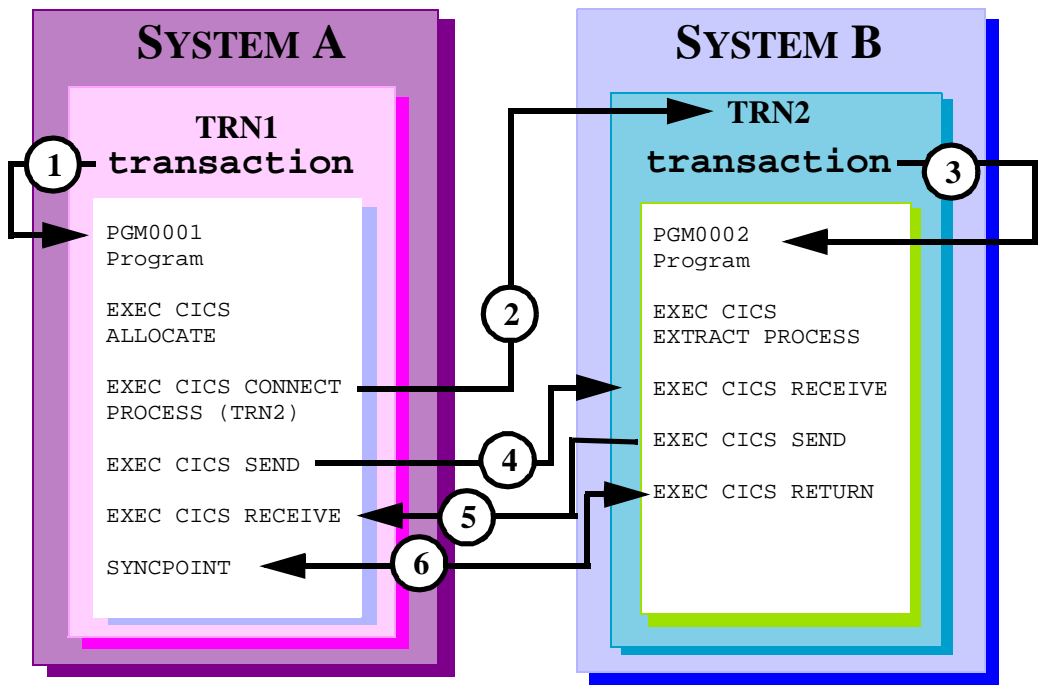 SYSTEM A
TRN1
transaction
1
PGM0001
Program
EXEC CICS
ALLOCATE
EXEC CICS CONNECT
PROCESS (TRN2)
EXEC CICS SEND
EXEC CICS RECEIVE
SYNCPOINT
2
4
5
6
SYSTEM B
TRN2
transaction
3
PGM0002
Program
EXEC CICS
EXTRACT PROCESS
EXEC CICS RECEIVE
EXEC CICS SEND
EXEC CICS RETURN